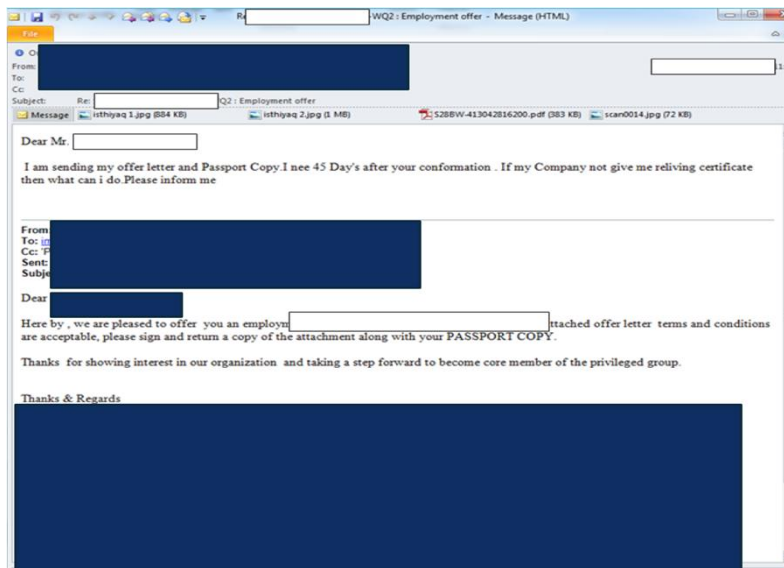 -WQ2 : Employment offer - Message (HTML)
File
From:
To:
Cc:
Subject: Re: Q2 : Employment offer
Message isthiyaq 1.jpg (884 KB) isthiyaq 2.jpg (1 MB) S28BW-413042816200.pdf (383 KB) scan0014.jpg (72 KB)
Dear Mr.
I am sending my offer letter and Passport Copy.I nee 45 Day's after your conformation . If my Company not give me reliving certificate
then what can i do.Please inform me
From:
To:
Cc:
Sent:
Dear
Here by , we are pleased to offer you an
offer letter terms and conditions
are acceptable, please sign and return a copy of the attachment along with your PASSPORT COPY.
Thanks for showing interest in our organization and taking a step forward to become core member of the privileged group.
Thanks & Regards